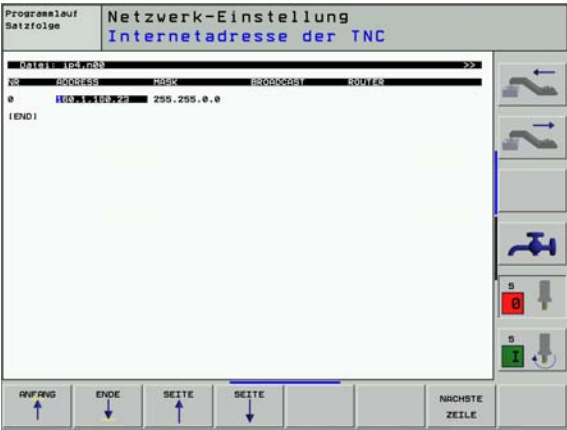 Programmlauf
Satzfolge
Netzwerk-Einstellung
Internetadresse der TNC
Datei: ip4.n00 >>
NR ADDRESS MASK BROADCAST ROUTER
0 160.1.180.23 255.255.0.0
[END]
S
0
S
I
ANFANG
ENDE
SEITE
SEITE
NACHSTE
ZEILE